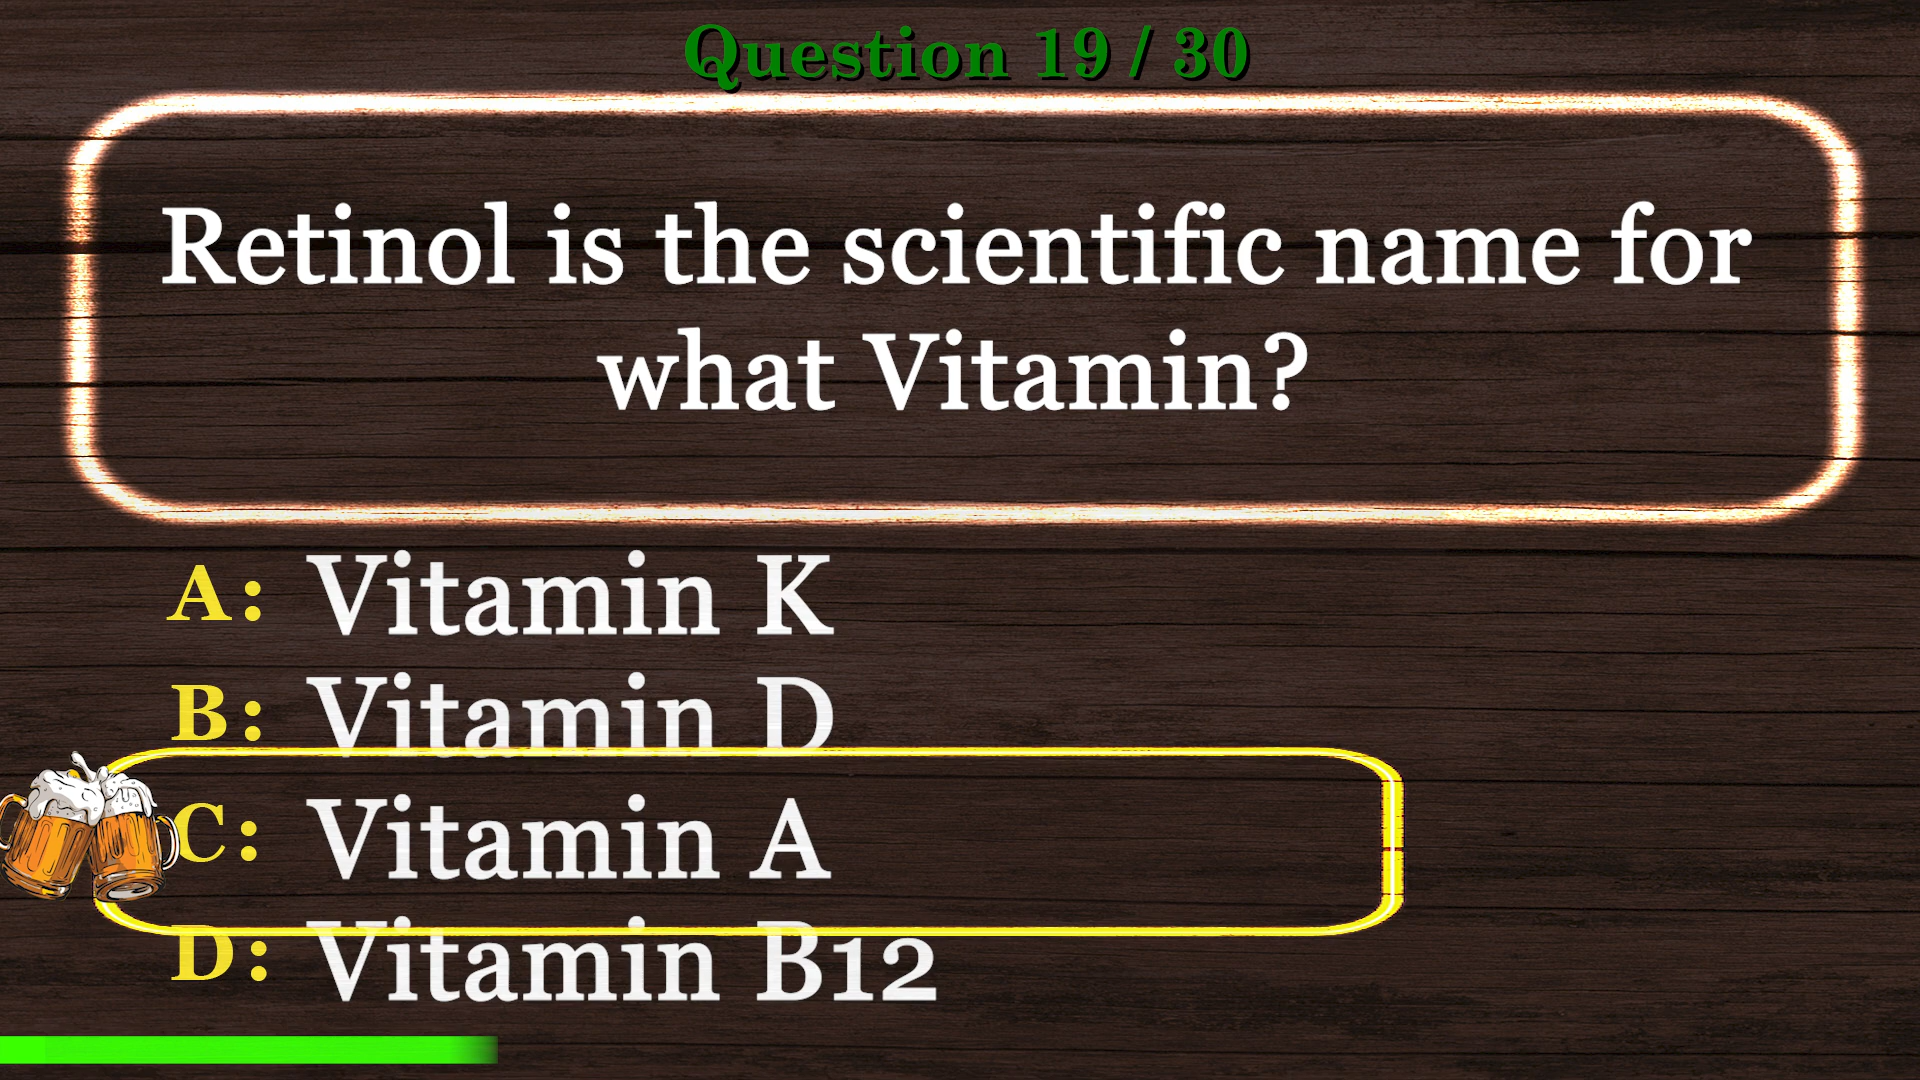 Question 19 / 30
Retinol is the scientific name for
what Vitamin?
A: Vitamin K
B: Vitamin D
C: Vitamin A
D: Vitamin B12